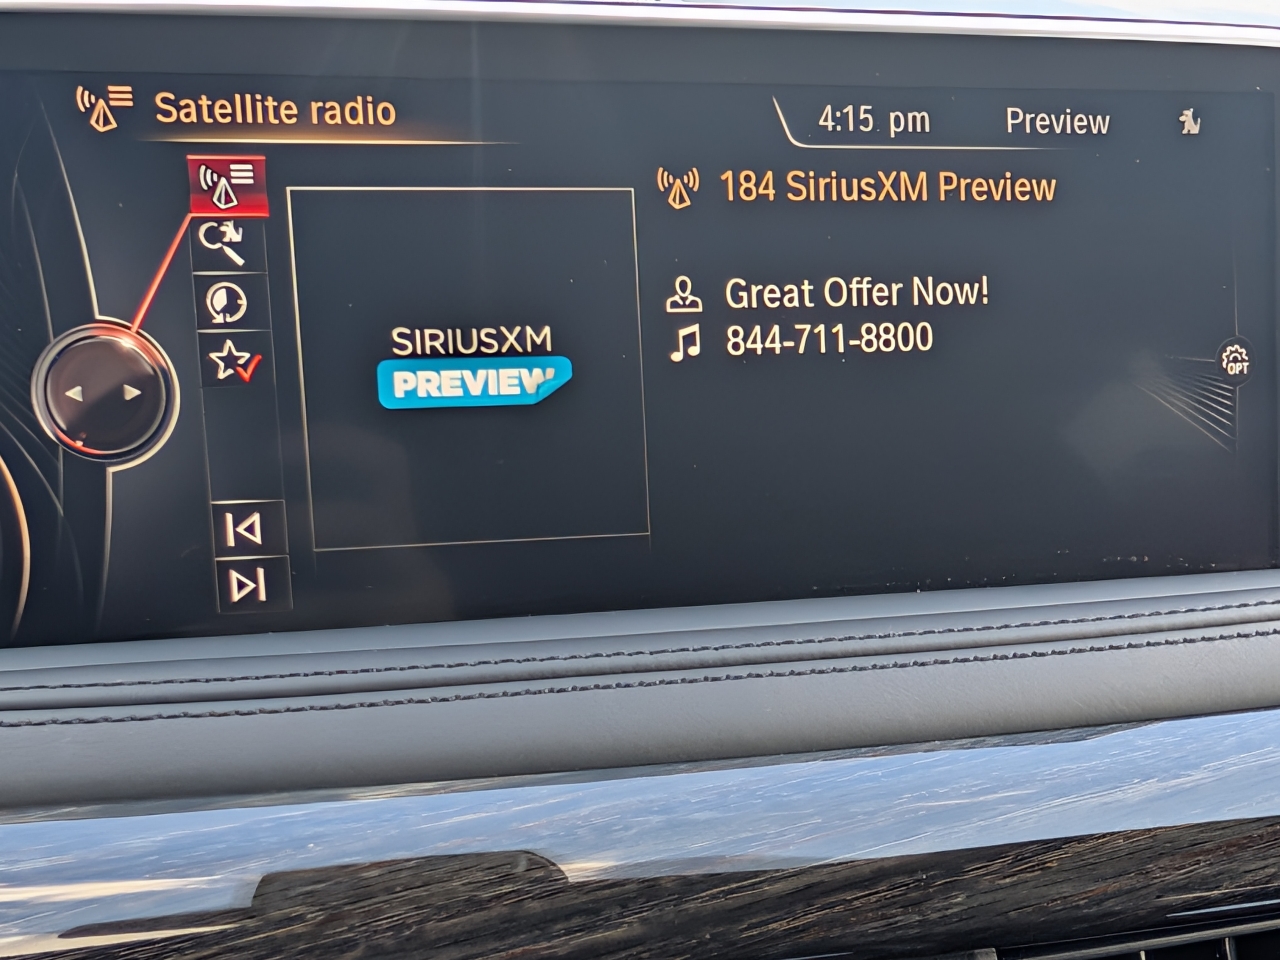 Satellite radio
4:15 pm
Preview
184 SiriusXM Preview
Great Offer Now!
844-711-8800
SIRIUSXM
PREVIEW
OPT